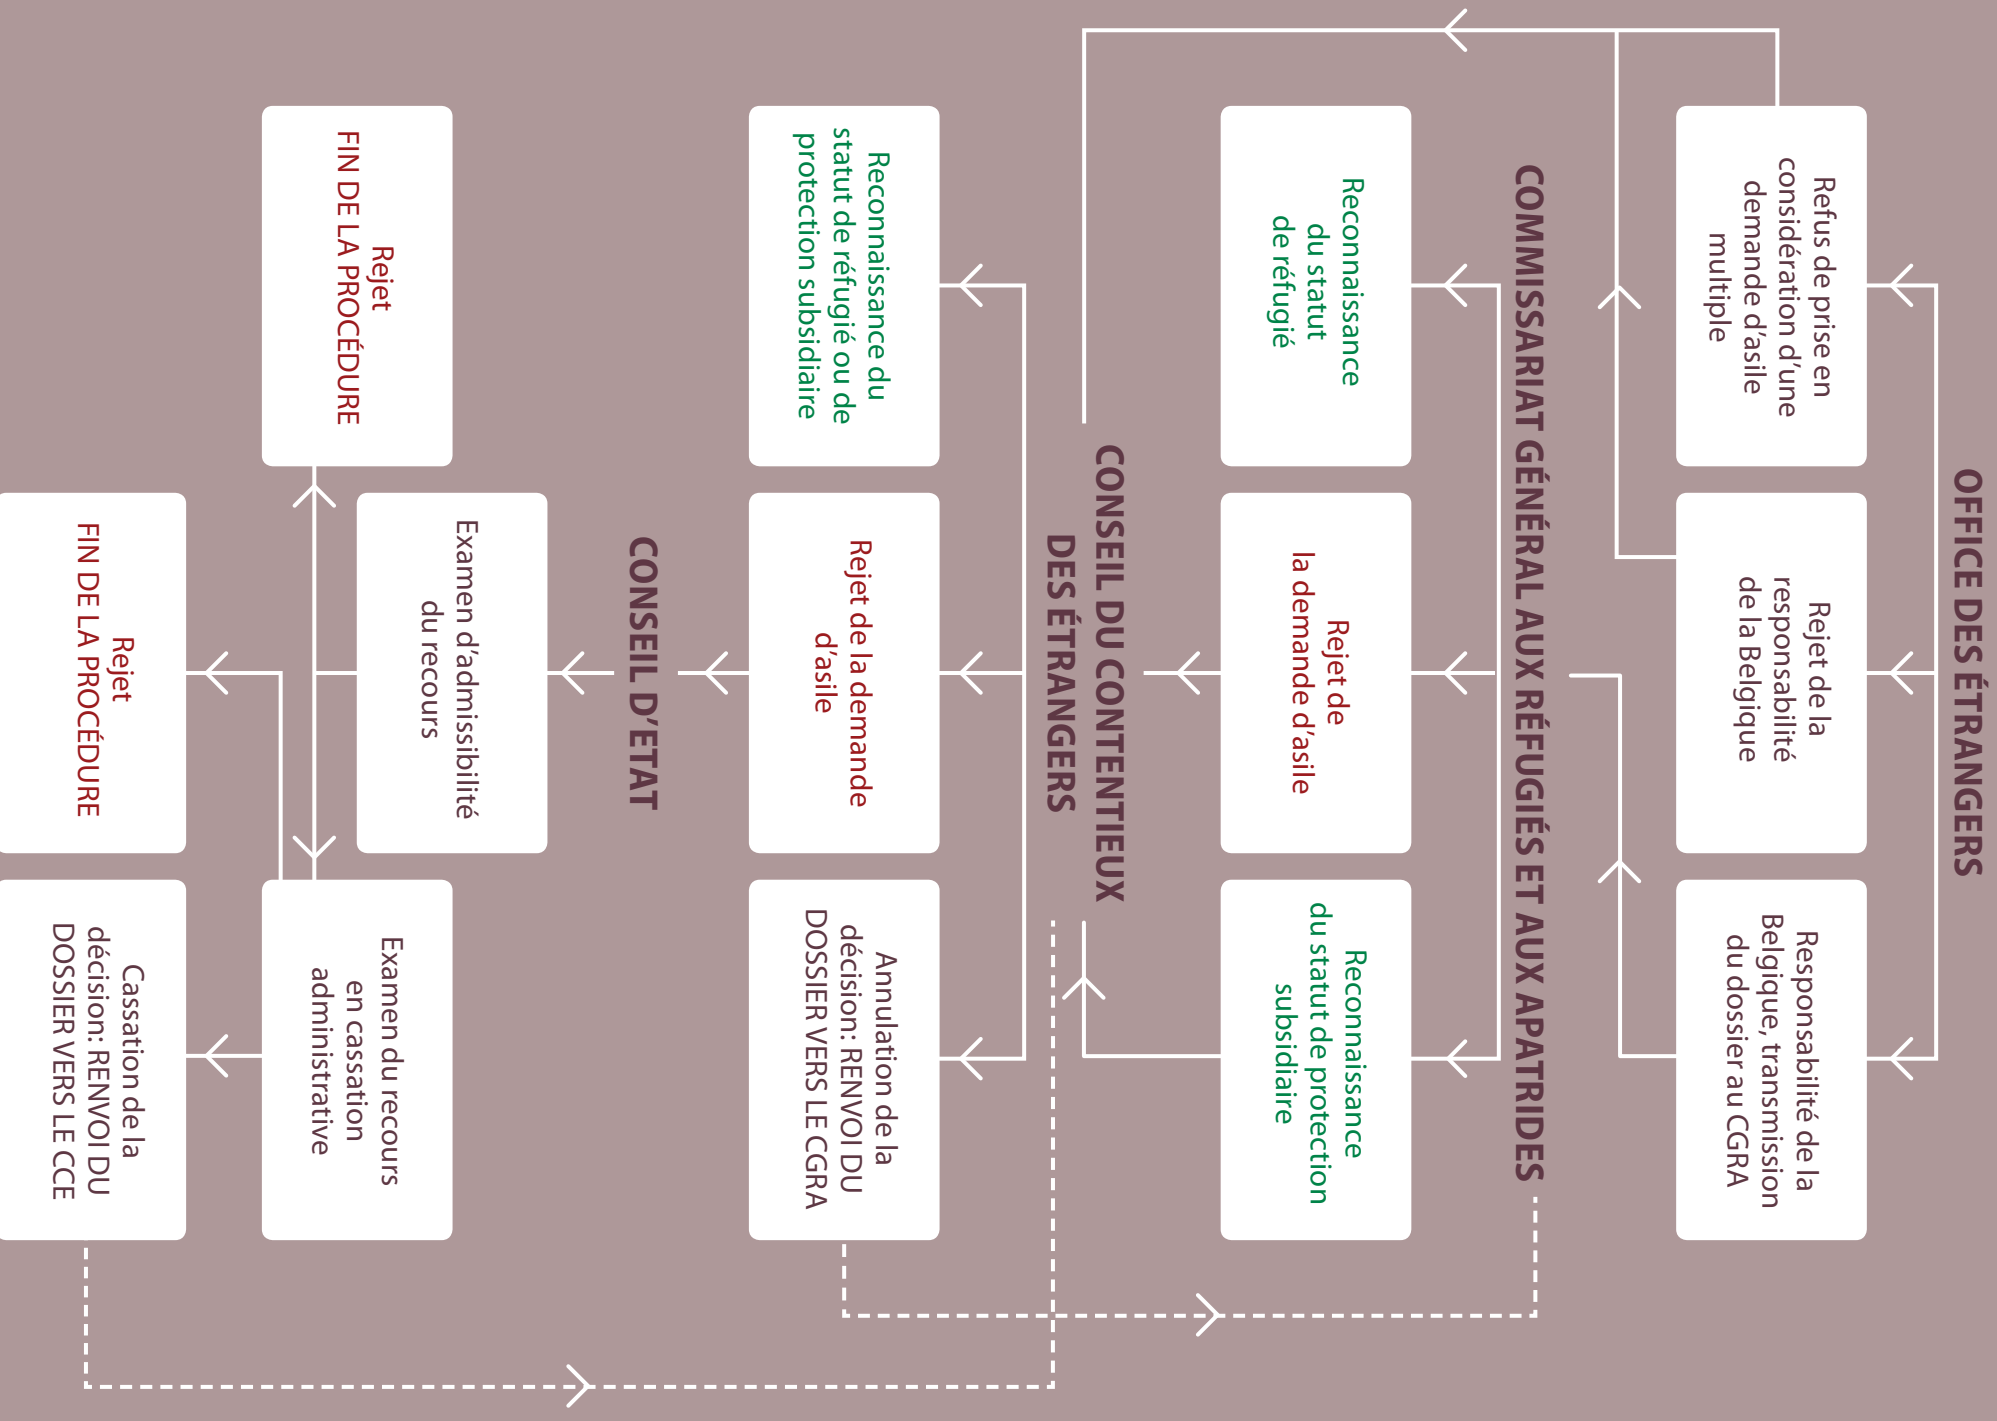 OFFICE DES ÉTRANGERS
Refus de prise en
considération d'une
demande d'asile
multiple
Rejet de la
responsabilité
de la Belgique
Responsabilité de la
Belgique, transmission
du dossier au CGRA
COMMISSARIAT GÉNÉRAL AUX RÉFUGIÉS ET AUX APATRIDES
Reconnaissance
du statut
de réfugié
Rejet de
la demande d'asile
Reconnaissance
du statut de protection
subsidiaire
CONSEIL DU CONTENTIEUX
DES ÉTRANGERS
Reconnaissance du
statut de réfugié ou de
protection subsidiaire
Rejet de la demande
d'asile
Annulation de la
décision: RENVOI DU
DOSSIER VERS LE CGRA
CONSEIL D'ETAT
Examen d'admissibilité
du recours
Rejet
FIN DE LA PROCÉDURE
Examen du recours
en cassation
administrative
Rejet
FIN DE LA PROCÉDURE
Cassation de la
décision: RENVOI DU
DOSSIER VERS LE CCE